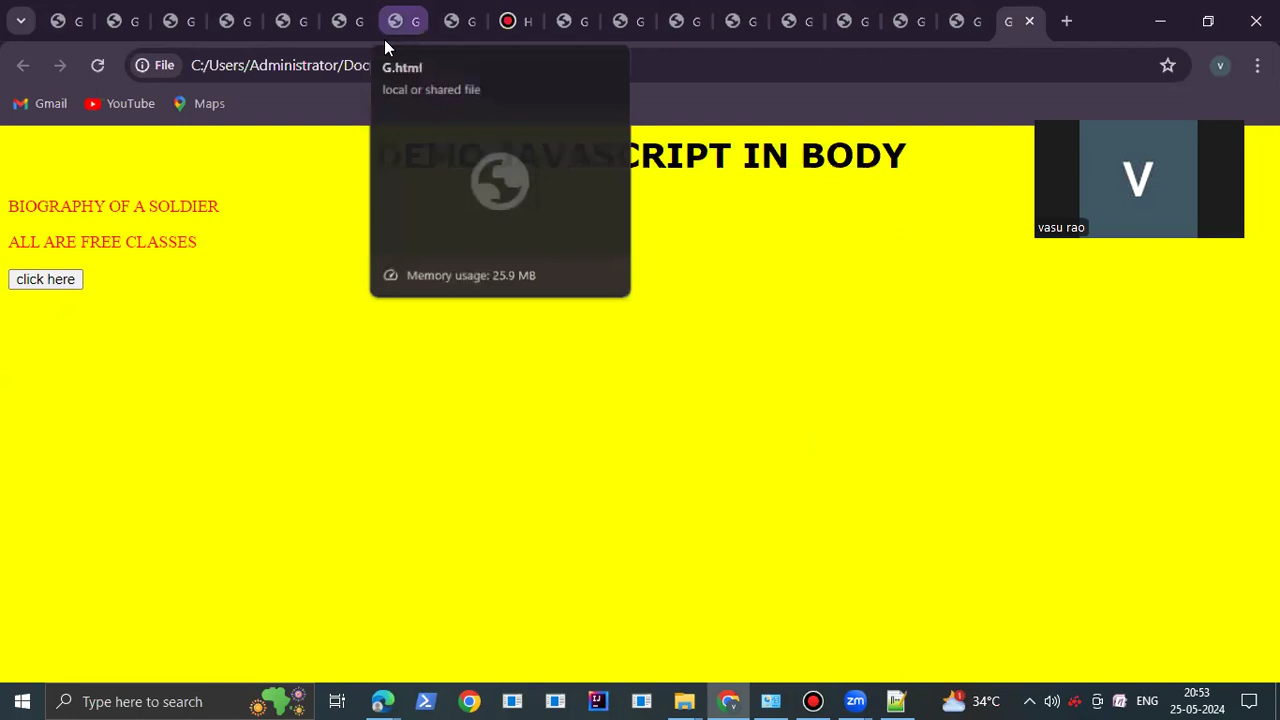 G G G G G G G G H G G G G G G G G G
File C:/Users/Administrator/Doc
V
Gmail YouTube Maps
G.html
local or shared file
Memory usage: 25.9 MB
DEMO JAVASCRIPT IN BODY
BIOGRAPHY OF A SOLDIER
ALL ARE FREE CLASSES
click here
V
vasu rao
Type here to search
34°C
ENG
20:53
25-05-2024